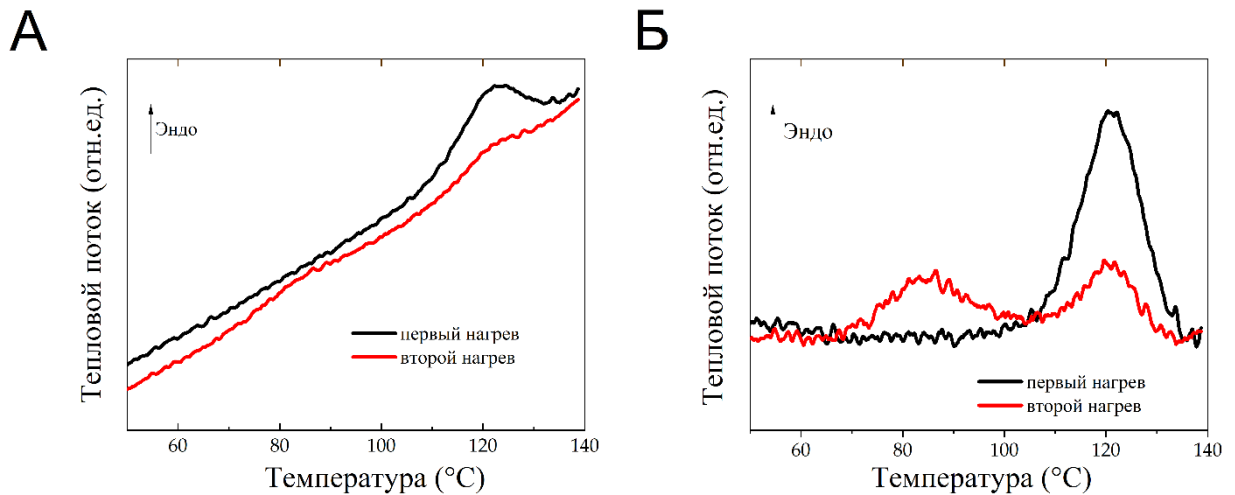 А
Тепловой поток (отн.ед.)
Эндо
первый нагрев
второй нагрев
60 80 100 120 140
Температура (°C)
Б
Тепловой поток (отн.ед.)
Эндо
первый нагрев
второй нагрев
60 80 100 120 140
Температура (°C)